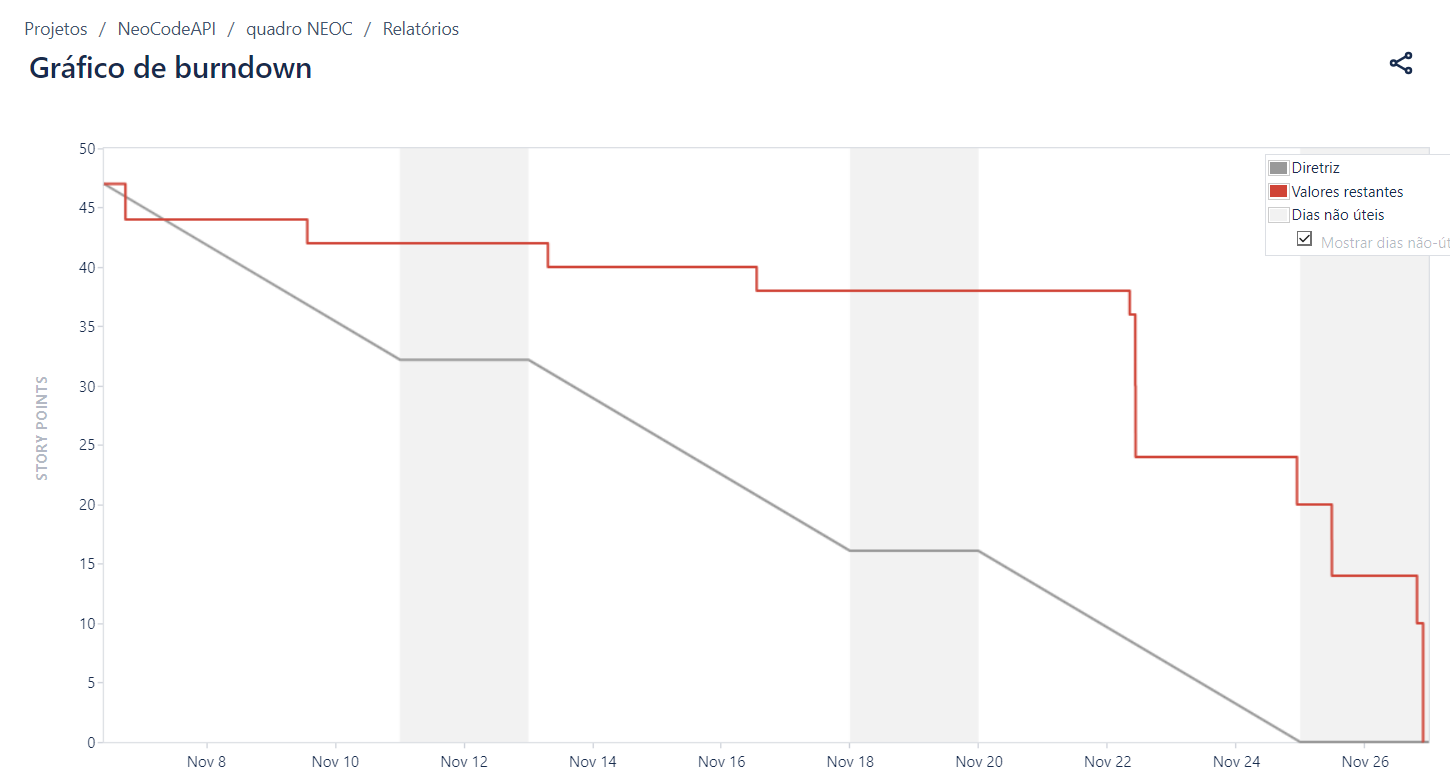 Projetos / NeoCodeAPI / quadro NEOC / Relatórios
Gráfico de burndown
50
45
40
35
30
25
20
15
10
5
0
STORY POINTS
Diretriz
Valores restantes
Dias não úteis
Mostrar dias não-út
Nov 8 Nov 10 Nov 12 Nov 14 Nov 16 Nov 18 Nov 20 Nov 22 Nov 24 Nov 26